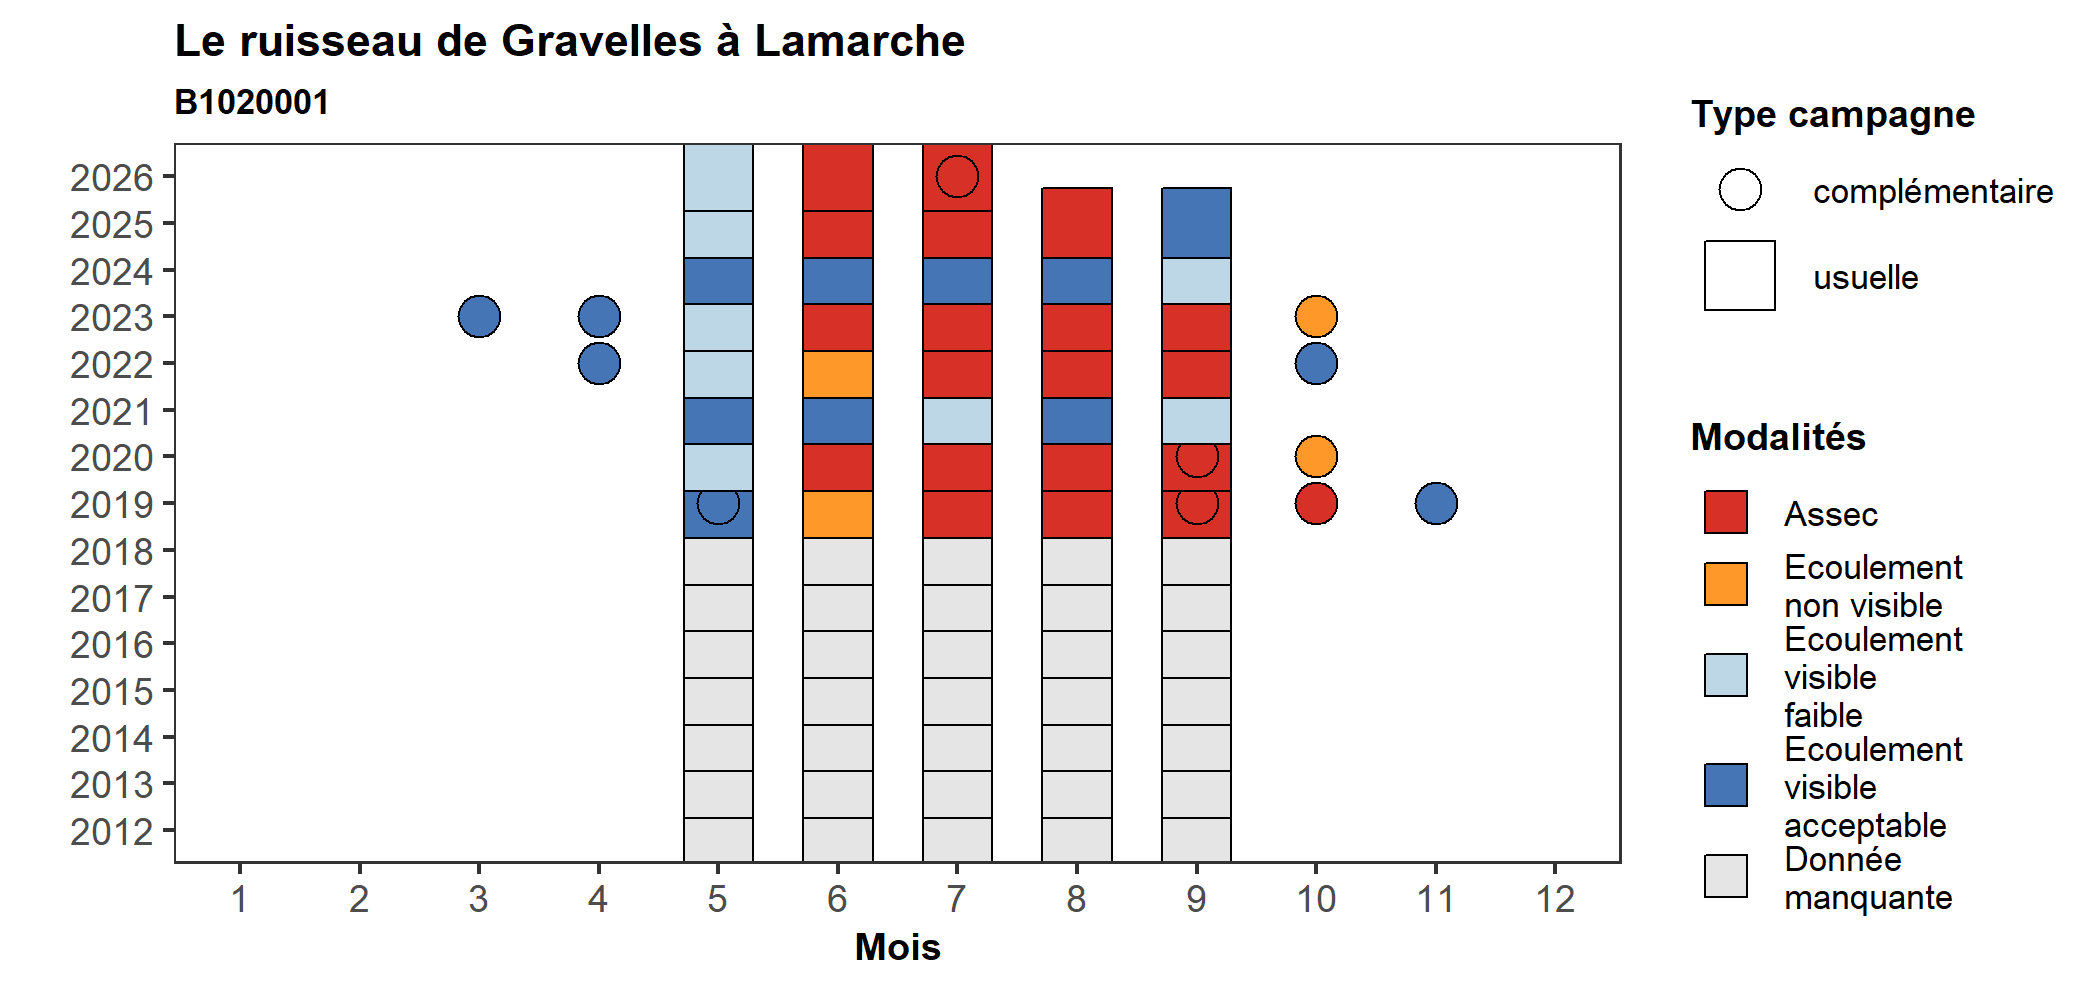 Le ruisseau de Gravelles à Lamarche
B1020001
2026
2025
2024
2023
2022
2021
2020
2019
2018
2017
2016
2015
2014
2013
2012
1 2 3 4 5 6 7 8 9 10 11 12
Mois
Type campagne
complémentaire
usuelle
Modalités
Assec
Ecoulement
non visible
Ecoulement
visible
faible
Ecoulement
visible
acceptable
Donnée
manquante